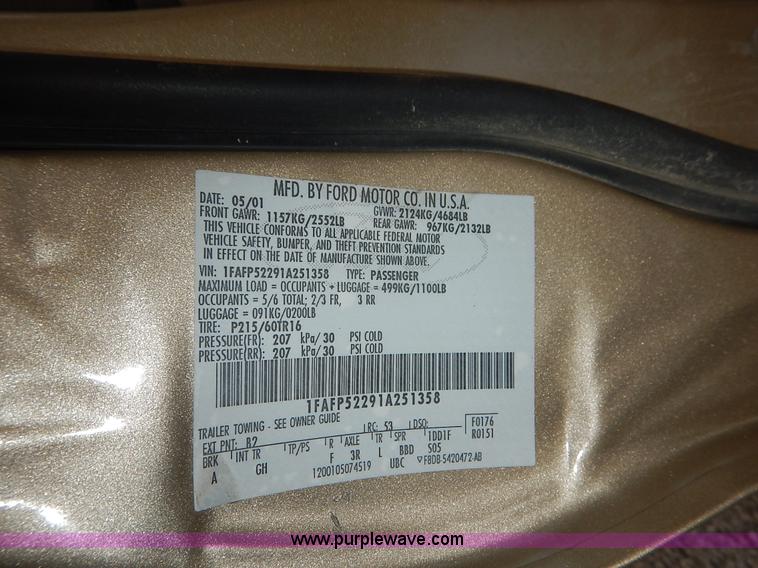 MFD. BY FORD MOTOR CO. IN U.S.A.
DATE: 05/01 GVWR: 2124KG/4684LB
FRONT GAWR: 1157KG/2552LB REAR GAWR: 967KG/2132LB
THIS VEHICLE CONFORMS TO ALL APPLICABLE FEDERAL MOTOR
VEHICLE SAFETY, BUMPER, AND THEFT PREVENTION STANDARDS
IN EFFECT ON THE DATE OF MANUFACTURE SHOWN ABOVE.
VIN: 1FAFP52291A251358 TYPE: PASSENGER
MAXIMUM LOAD = OCCUPANTS + LUGGAGE = 499KG/1100LB
OCCUPANTS = 5/6 TOTAL; 2/3 FR, 3 RR
LUGGAGE = 091KG/0200LB
TIRE: P215/60TR16
PRESSURE(FR): 207 kPa/30 PSI COLD
PRESSURE(RR): 207 kPa/30 PSI COLD
1FAFP52291A251358
TRAILER TOWING - SEE OWNER GUIDE
EXT PNT: B2 RC: 53 DSO: F0176
BRK INT TR TP/PS R AXLE TR SPR 1DD1F R0151
A GH F 3R L BBD S05
1200105074519 UBC ▽F8DB-5420472-AB
www.purplewave.com